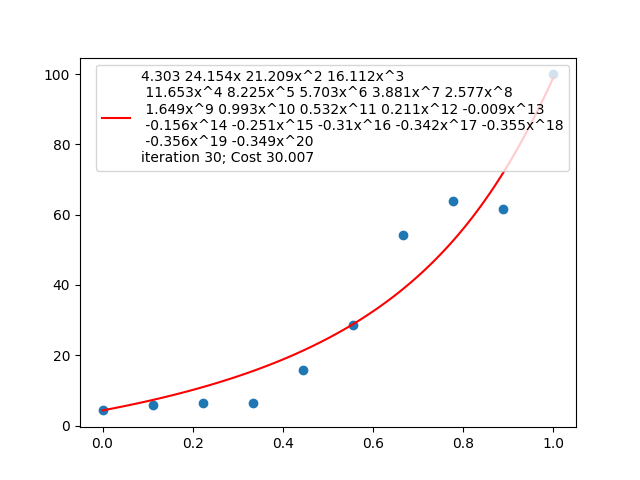 4.303 24.154x 21.209x^2 16.112x^3
11.653x^4 8.225x^5 5.703x^6 3.881x^7 2.577x^8
1.649x^9 0.993x^10 0.532x^11 0.211x^12 -0.009x^13
-0.156x^14 -0.251x^15 -0.31x^16 -0.342x^17 -0.355x^18
-0.356x^19 -0.349x^20
iteration 30; Cost 30.007
100
80
60
40
20
0
0.0 0.2 0.4 0.6 0.8 1.0